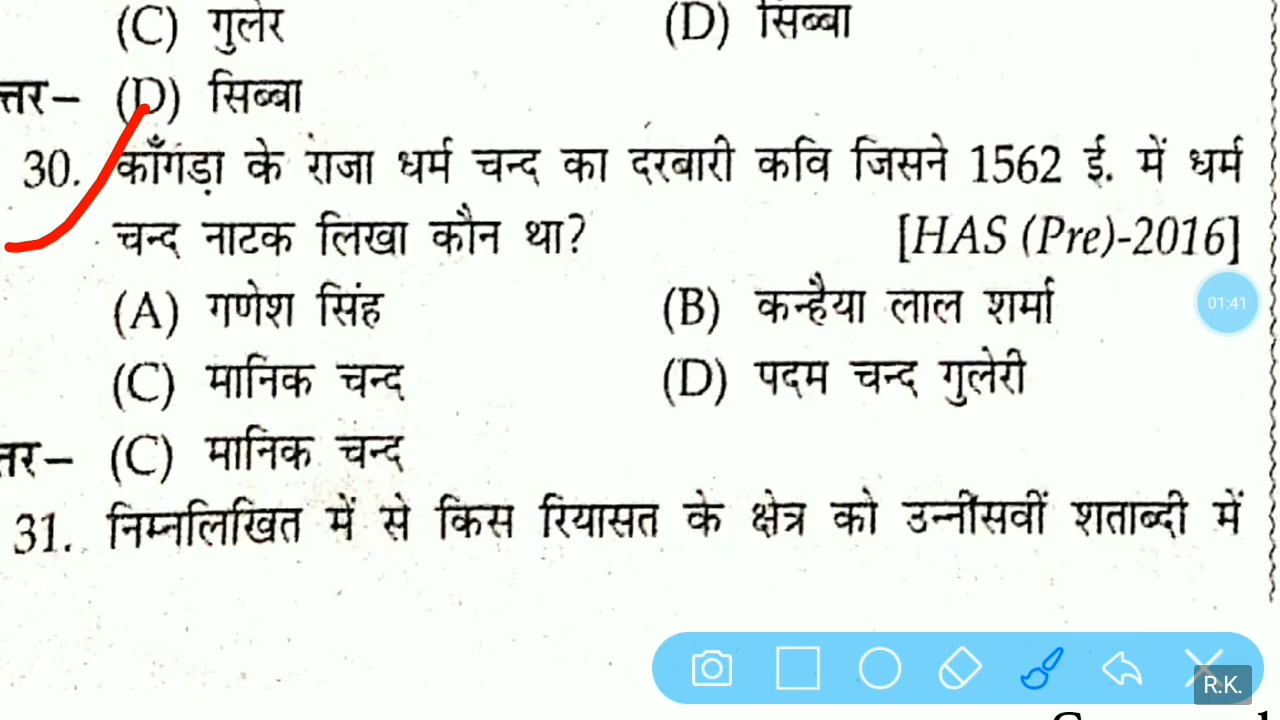 (C) गुलेर (D) सिब्बा
त्तर– (D) सिब्बा
30. काँगड़ा के राजा धर्म चन्द का दरबारी कवि जिसने 1562 ई. में धर्म
चन्द नाटक लिखा कौन था? [HAS (Pre)-2016]
(A) गणेश सिंह (B) कन्हैया लाल शर्मा
01:41
(C) मानिक चन्द (D) पदम चन्द गुलेरी
तर– (C) मानिक चन्द
31. निम्नलिखित में से किस रियासत के क्षेत्र को उन्नीसवीं शताब्दी में
R.K.